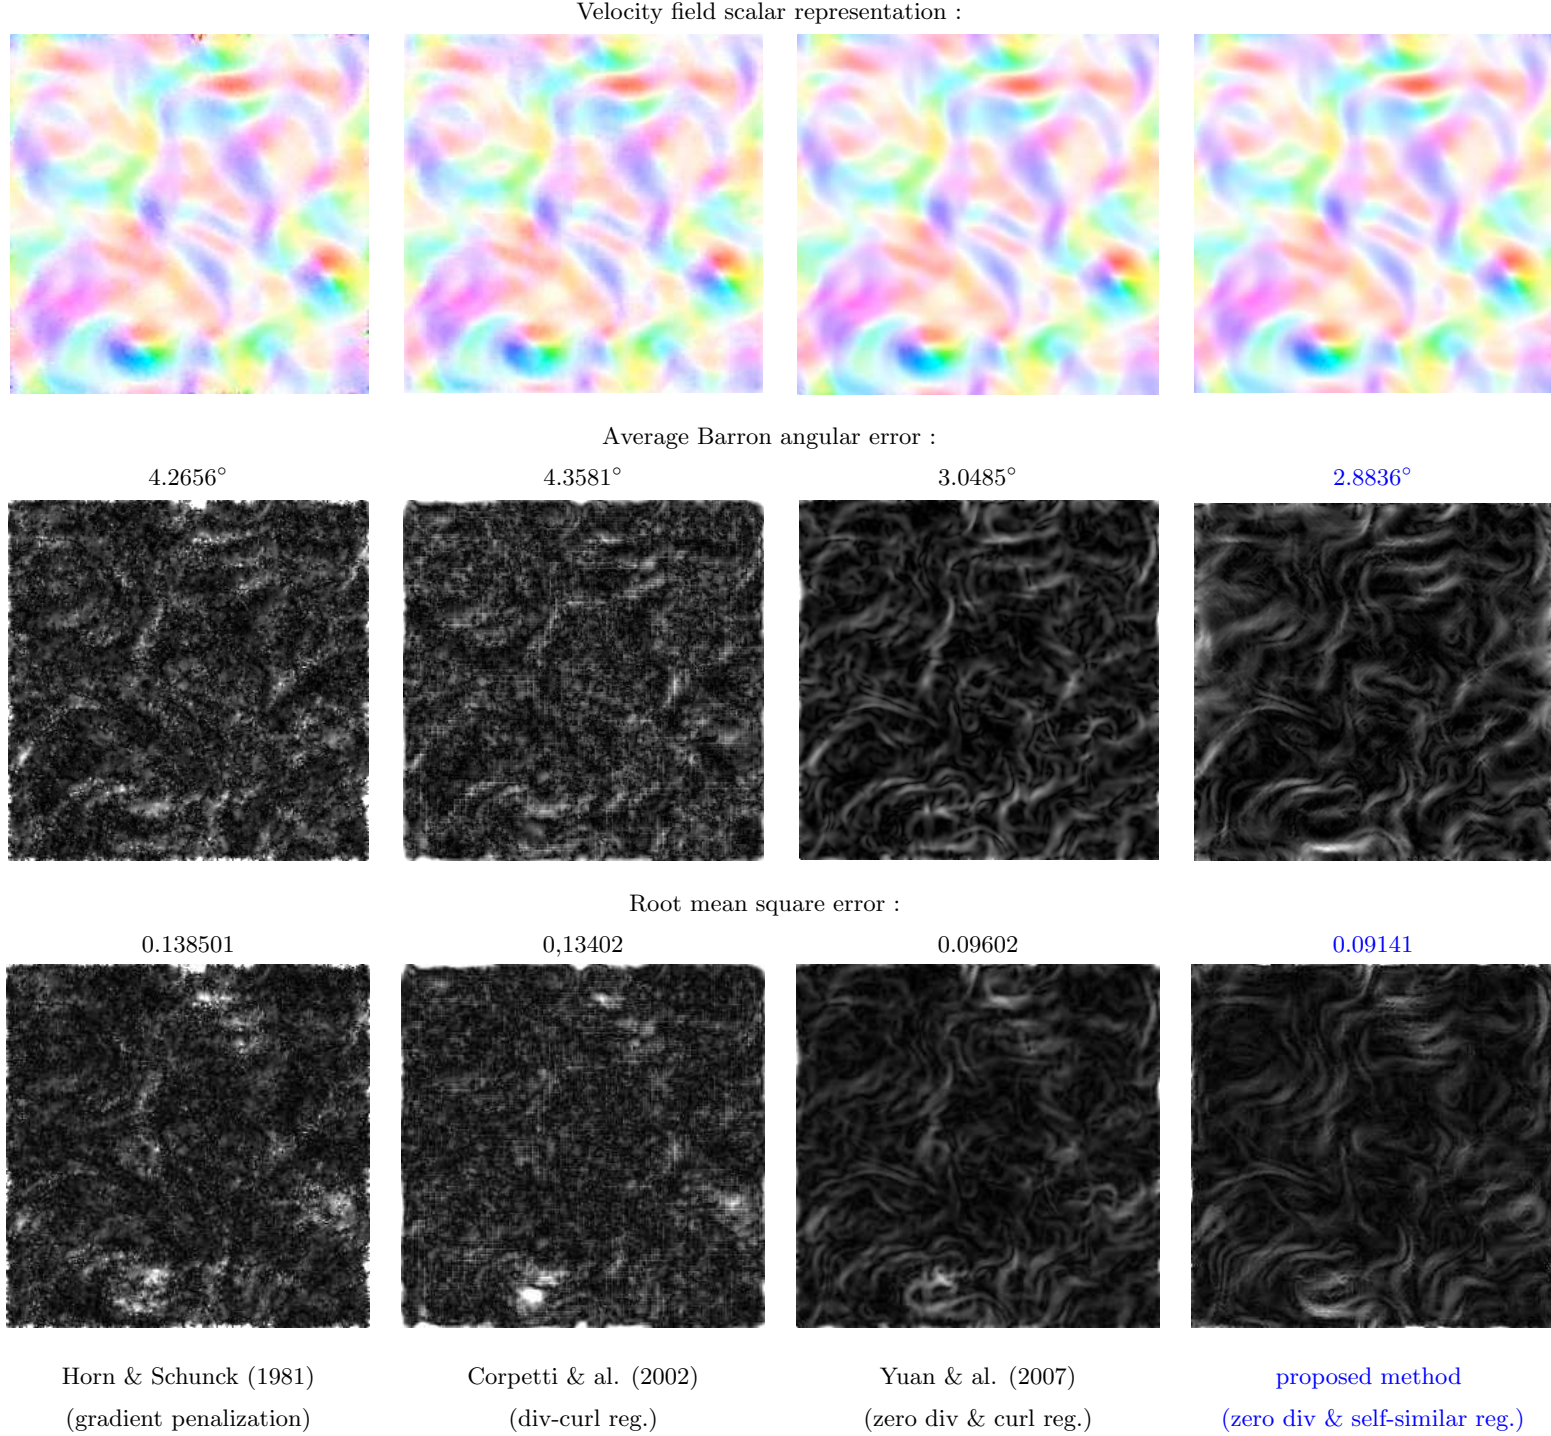 Velocity field scalar representation :
Average Barron angular error :
4.2656° 4.3581° 3.0485° 2.8836°
Root mean square error :
0.138501 0,13402 0.09602 0.09141
Horn & Schunck (1981) Corpetti & al. (2002) Yuan & al. (2007) proposed method
(gradient penalization) (div-curl reg.) (zero div & curl reg.) (zero div & self-similar reg.)